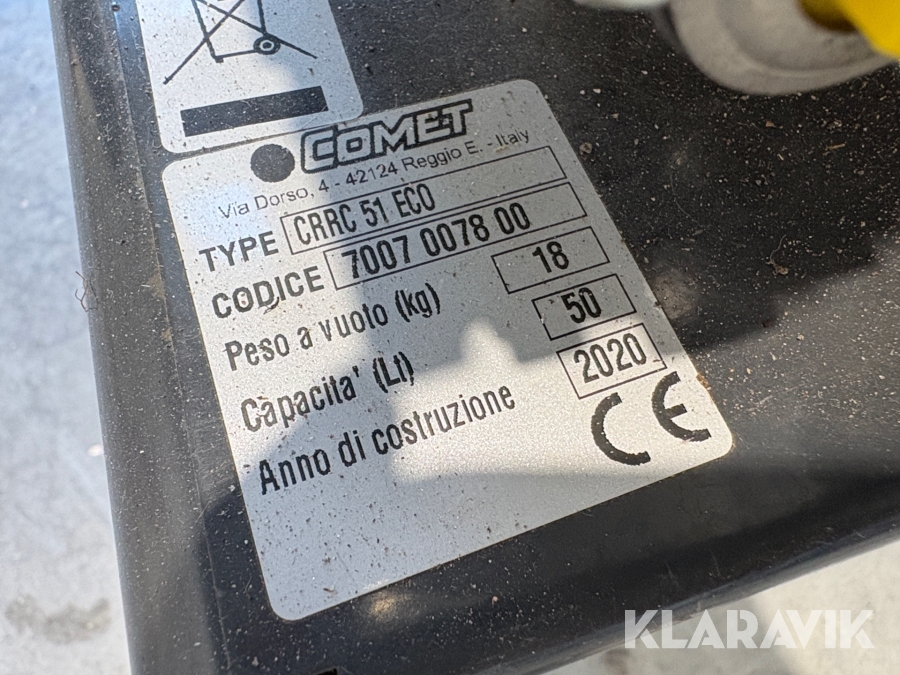 COMET
Via Dorso, 4 - 42124 Reggio E. - Italy
TYPE CRRC 51 ECO
CODICE 7007 0078 00
Peso a vuoto (kg) 18
Capacita' (Lt) 50
Anno di costruzione 2020
CE
KLARAVIK